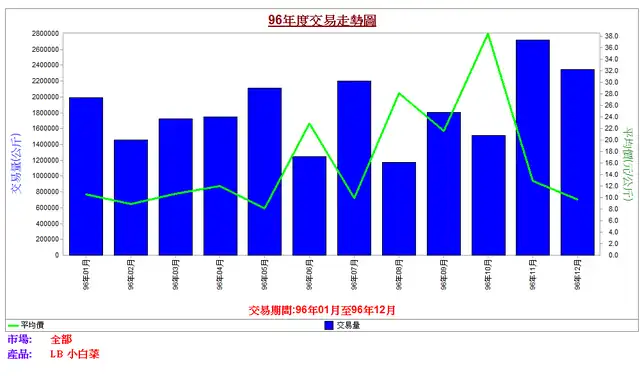 96年度交易走勢圖
2800000
2600000
2400000
2200000
2000000
1800000
1600000
1400000
1200000
1000000
800000
600000
400000
200000
0
交易量(公斤)
38.0
36.0
34.0
32.0
30.0
28.0
26.0
24.0
22.0
20.0
18.0
16.0
14.0
12.0
10.0
8.0
6.0
4.0
2.0
0.0
平均價(元/公斤)
96年01月
96年02月
96年03月
96年04月
96年05月
96年06月
96年07月
96年08月
96年09月
96年10月
96年11月
96年12月
交易期間:96年01月至96年12月
平均價 交易量
市場: 全部
產品: LB 小白菜